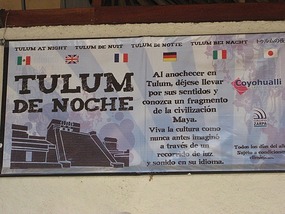 TULUM AT NIGHT TULUM DE NUIT TULUM DI NOTTE TULUM BEI NACHT
TULUM
DE NOCHE
Al anochecer en
Tulum, déjese llevar
por sus sentidos y
conozca un fragmento
de la civilización
Maya.
Viva la cultura como
nunca antes imaginó
a través de un
recorrido de luz
y sonido en su idioma.
Coyohualli
Todos los días del año